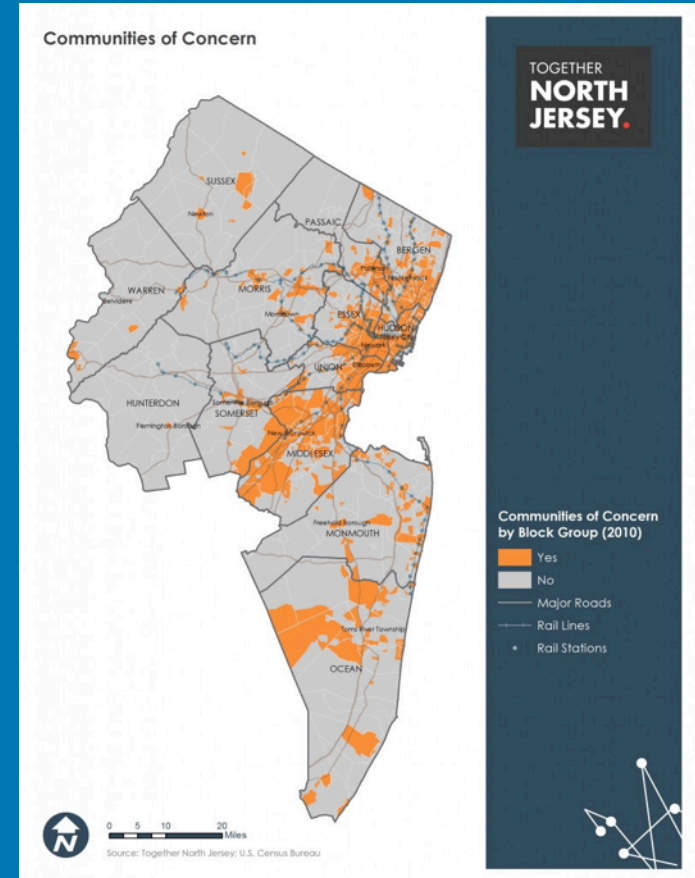 Communities of Concern
TOGETHER
NORTH
JERSEY.
SUSSEX
Newton
PASSAIC
BERGEN
Paterson
Hackensack
WARREN
Belvidere
MORRIS
Morristown
ESSEX
HUDSON
Jersey City
Newark
Elizabeth
UNION
HUNTERDON
Somerville Borough
SOMERSET
Flemington Borough
New Brunswick
MIDDLESEX
Freehold Borough
MONMOUTH
Toms River Township
OCEAN
Communities of Concern
by Block Group (2010)
Yes
No
Major Roads
Rail Lines
Rail Stations
N
0 5 10 20
Miles
Source: Together North Jersey; U.S. Census Bureau